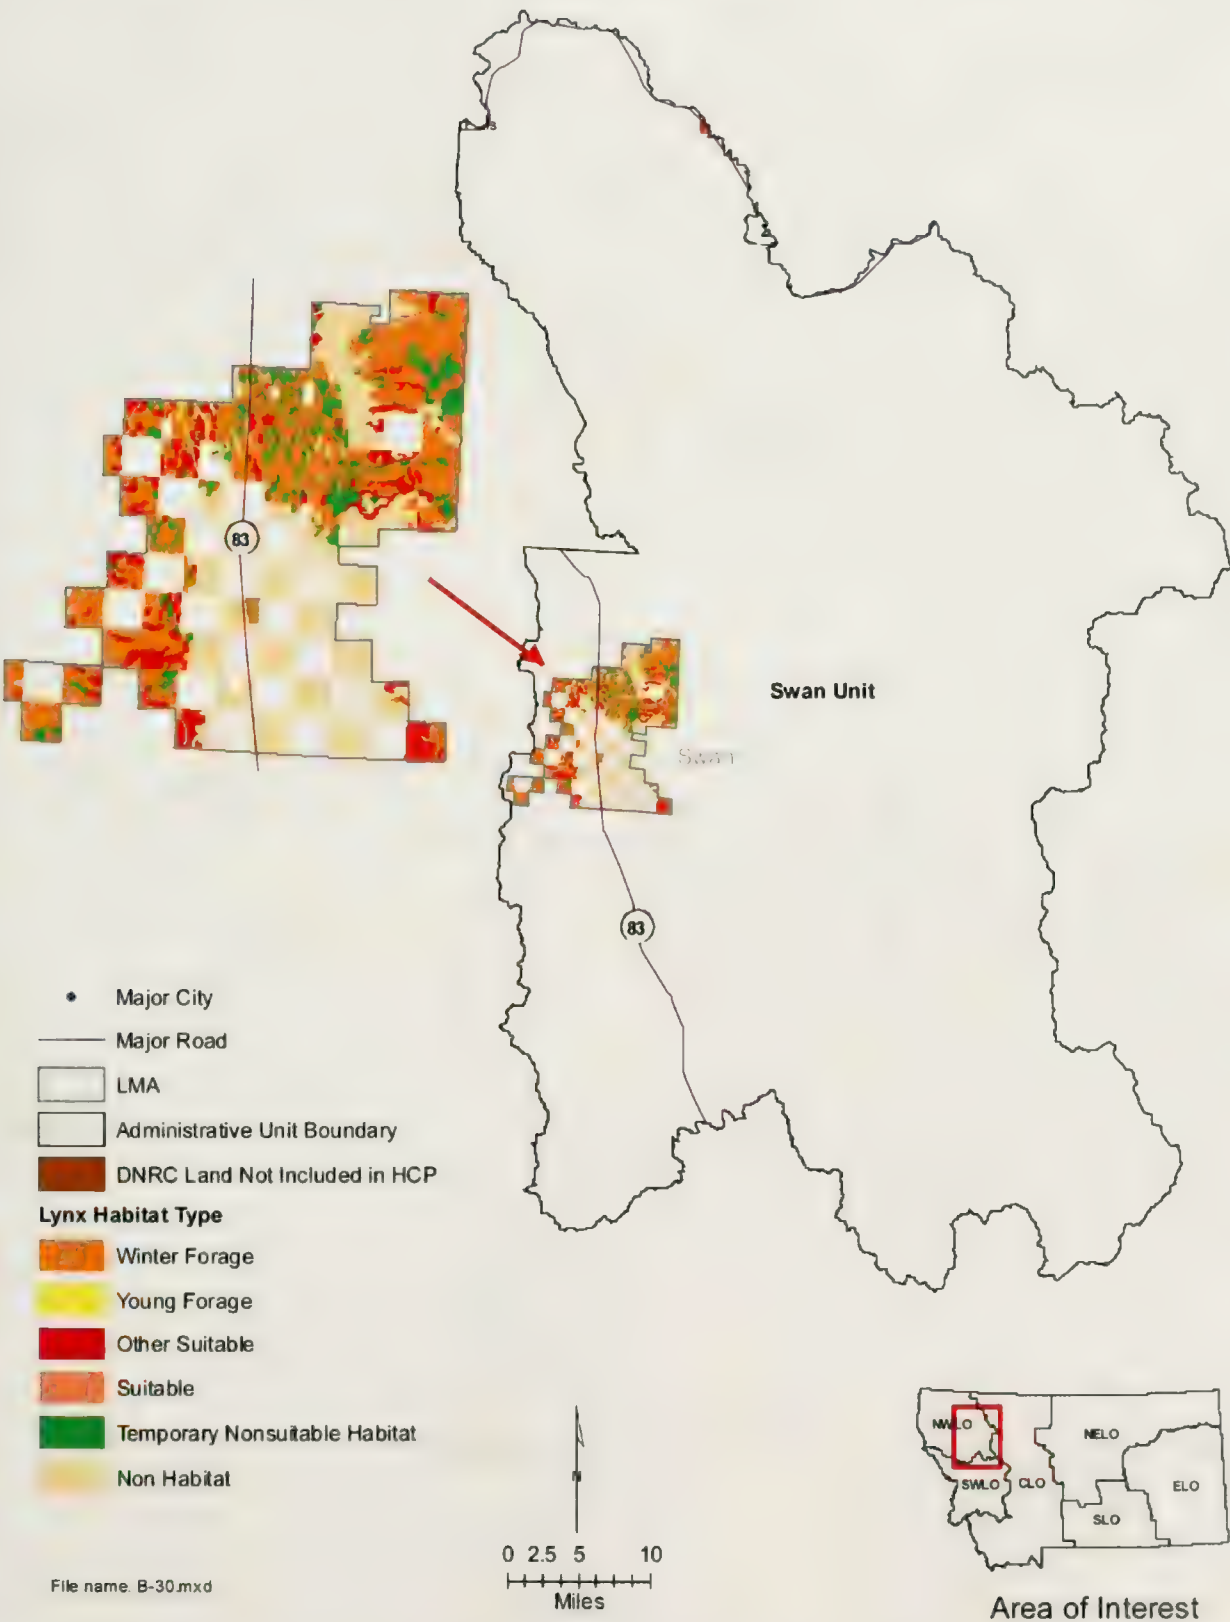 83
Swan Unit
Swan
83
Major City
Major Road
LMA
Administrative Unit Boundary
DNRC Land Not Included in HCP
Lynx Habitat Type
Winter Forage
Young Forage
Other Suitable
Suitable
Temporary Nonsuitable Habitat
Non Habitat
N
0 2.5 5 10
Miles
File name. B-30.mxd
NWLO
NELO
SWLO
CLO
ELO
SLO
Area of Interest